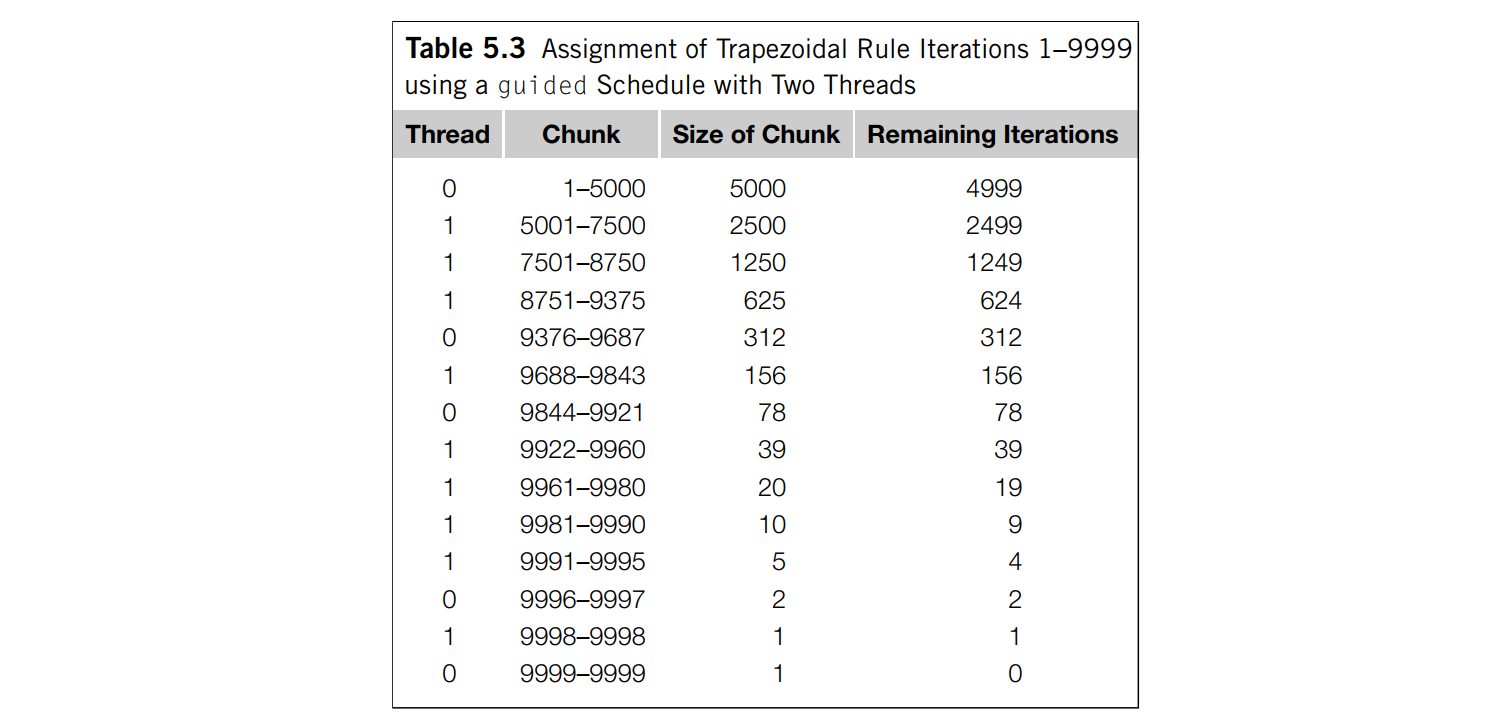 Table 5.3 Assignment of Trapezoidal Rule Iterations 1–9999
using a guided Schedule with Two Threads
Thread Chunk Size of Chunk Remaining Iterations
0 1–5000 5000 4999
1 5001–7500 2500 2499
1 7501–8750 1250 1249
1 8751–9375 625 624
0 9376–9687 312 312
1 9688–9843 156 156
0 9844–9921 78 78
1 9922–9960 39 39
1 9961–9980 20 19
1 9981–9990 10 9
1 9991–9995 5 4
0 9996–9997 2 2
1 9998–9998 1 1
0 9999–9999 1 0